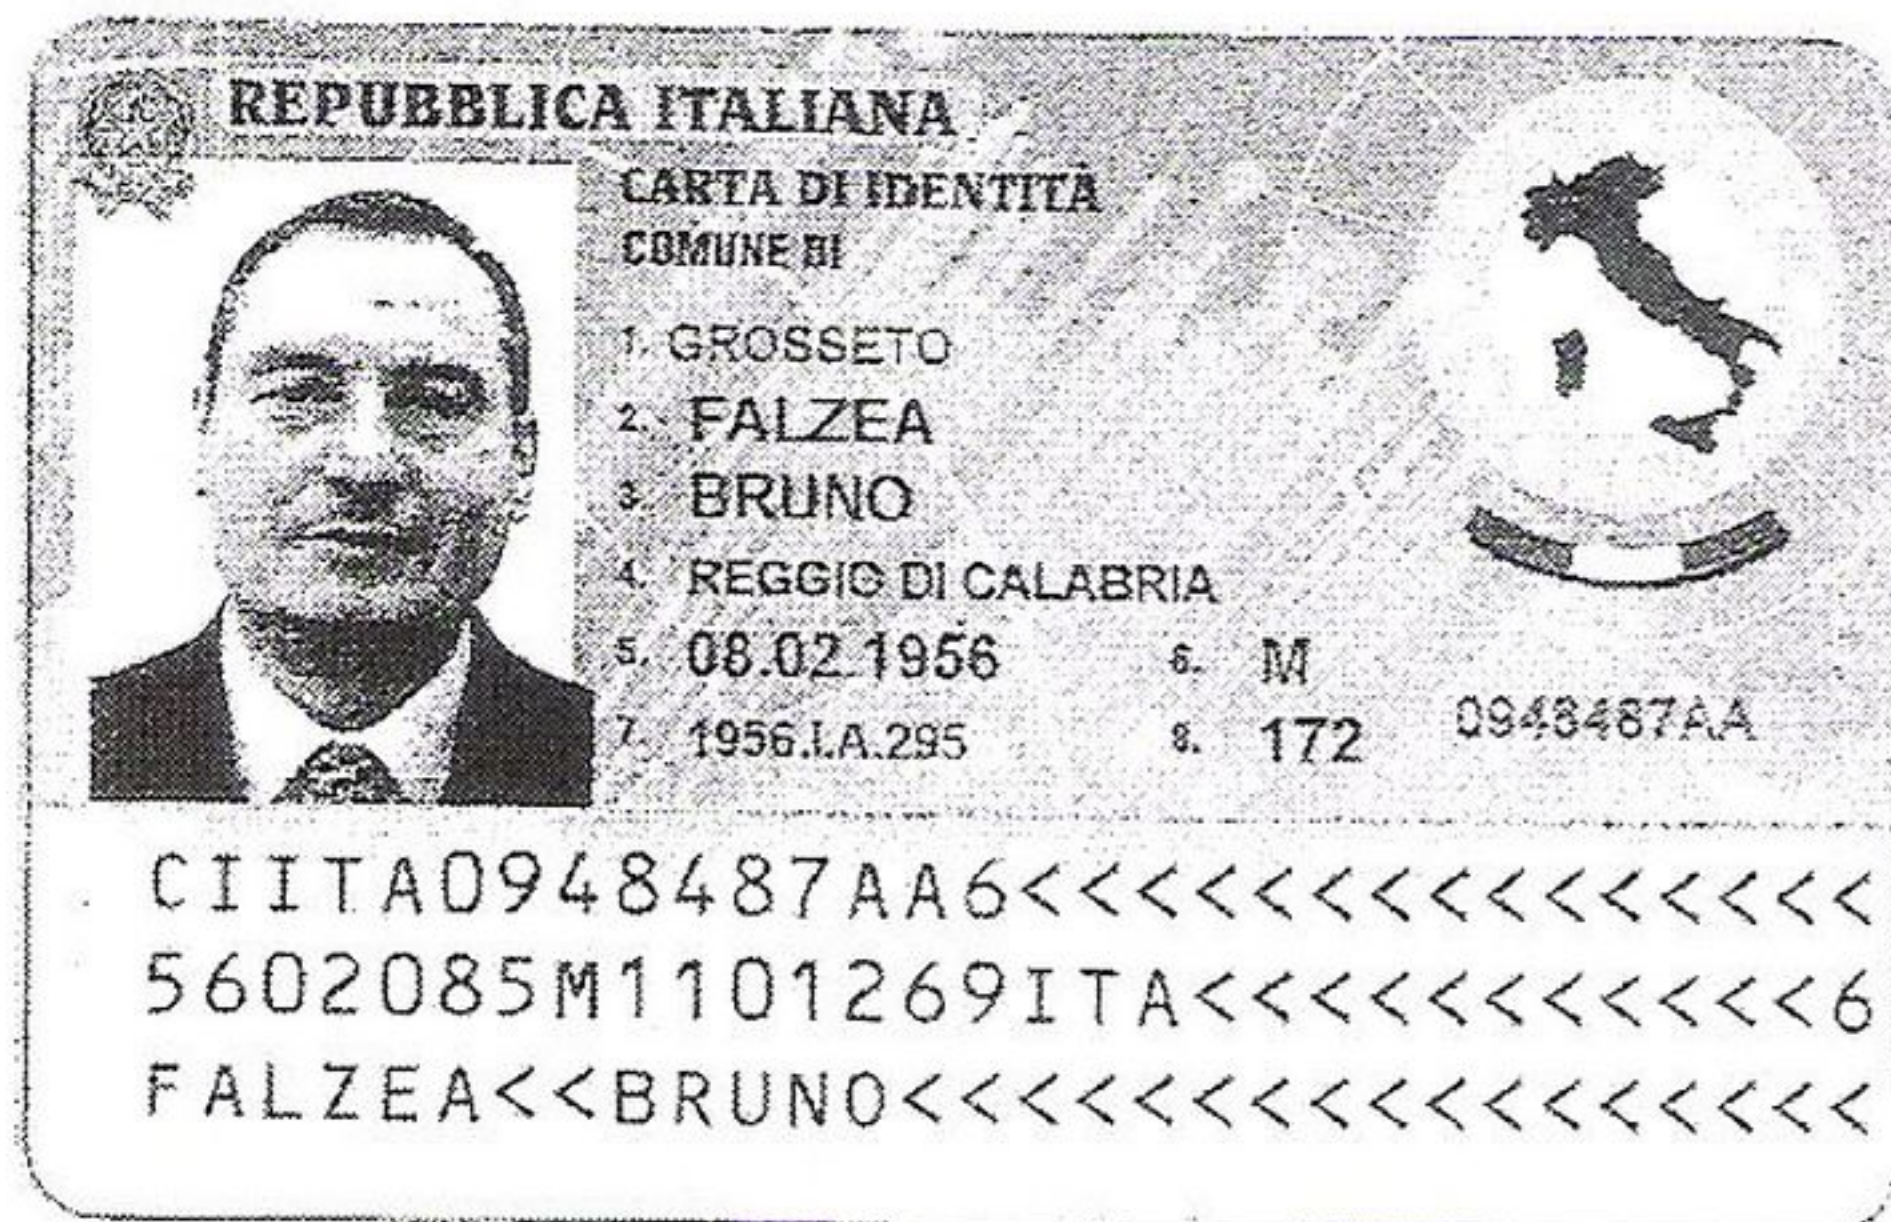 REPUBBLICA ITALIANA
CARTA DI IDENTITÀ
COMUNE DI
1. GROSSETO
2. FALZEA
3. BRUNO
4. REGGIO DI CALABRIA
5. 08.02.1956 6. M
7. 1956.I.A.295 8. 172 0948487AA
CIITA0948487AA6<<<<<<<<<<<<<<<
5602085M1101269ITA<<<<<<<<<<<6
FALZEA<<BRUNO<<<<<<<<<<<<<<<<<